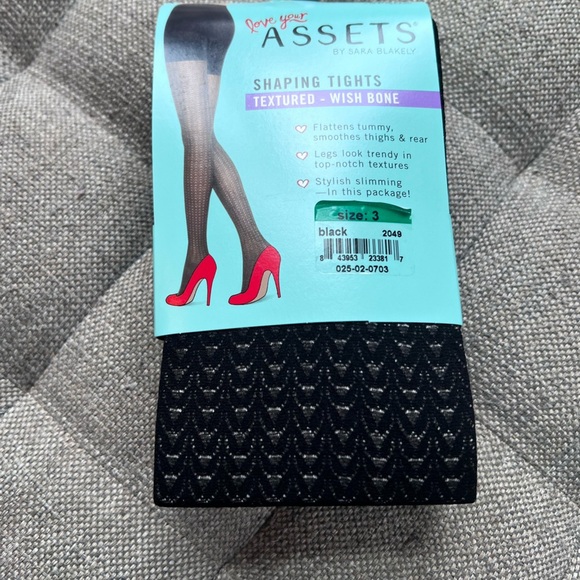 love your
ASSETS®
BY SARA BLAKELY
SHAPING TIGHTS
TEXTURED - WISH BONE
Flattens tummy,
smoothes thighs & rear
Legs look trendy in
top-notch textures
Stylish slimming
—In this package!
size: 3
black 2049
8 43953 23381 7
025-02-0703